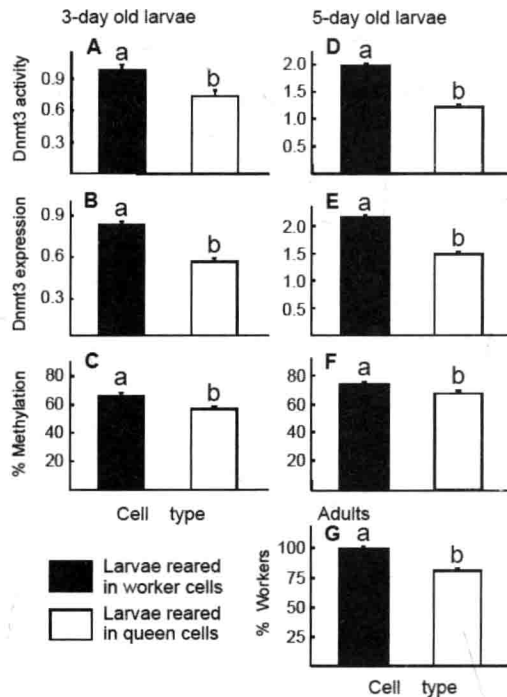 3-day old larvae
5-day old larvae
A
a
b
0.9
0.6
0.3
Dnmt3 activity
D
a
b
2.0
1.5
1.0
B
a
b
0.9
0.6
0.3
Dnmt3 expression
E
a
b
2.0
1.5
1.0
0.5
C
a
b
80
60
40
20
% Methylation
Cell type
F
a
b
80
60
40
20
Adults
G
a
b
100
75
50
25
% Workers
Cell type
Larvae reared
in worker cells
Larvae reared
in queen cells